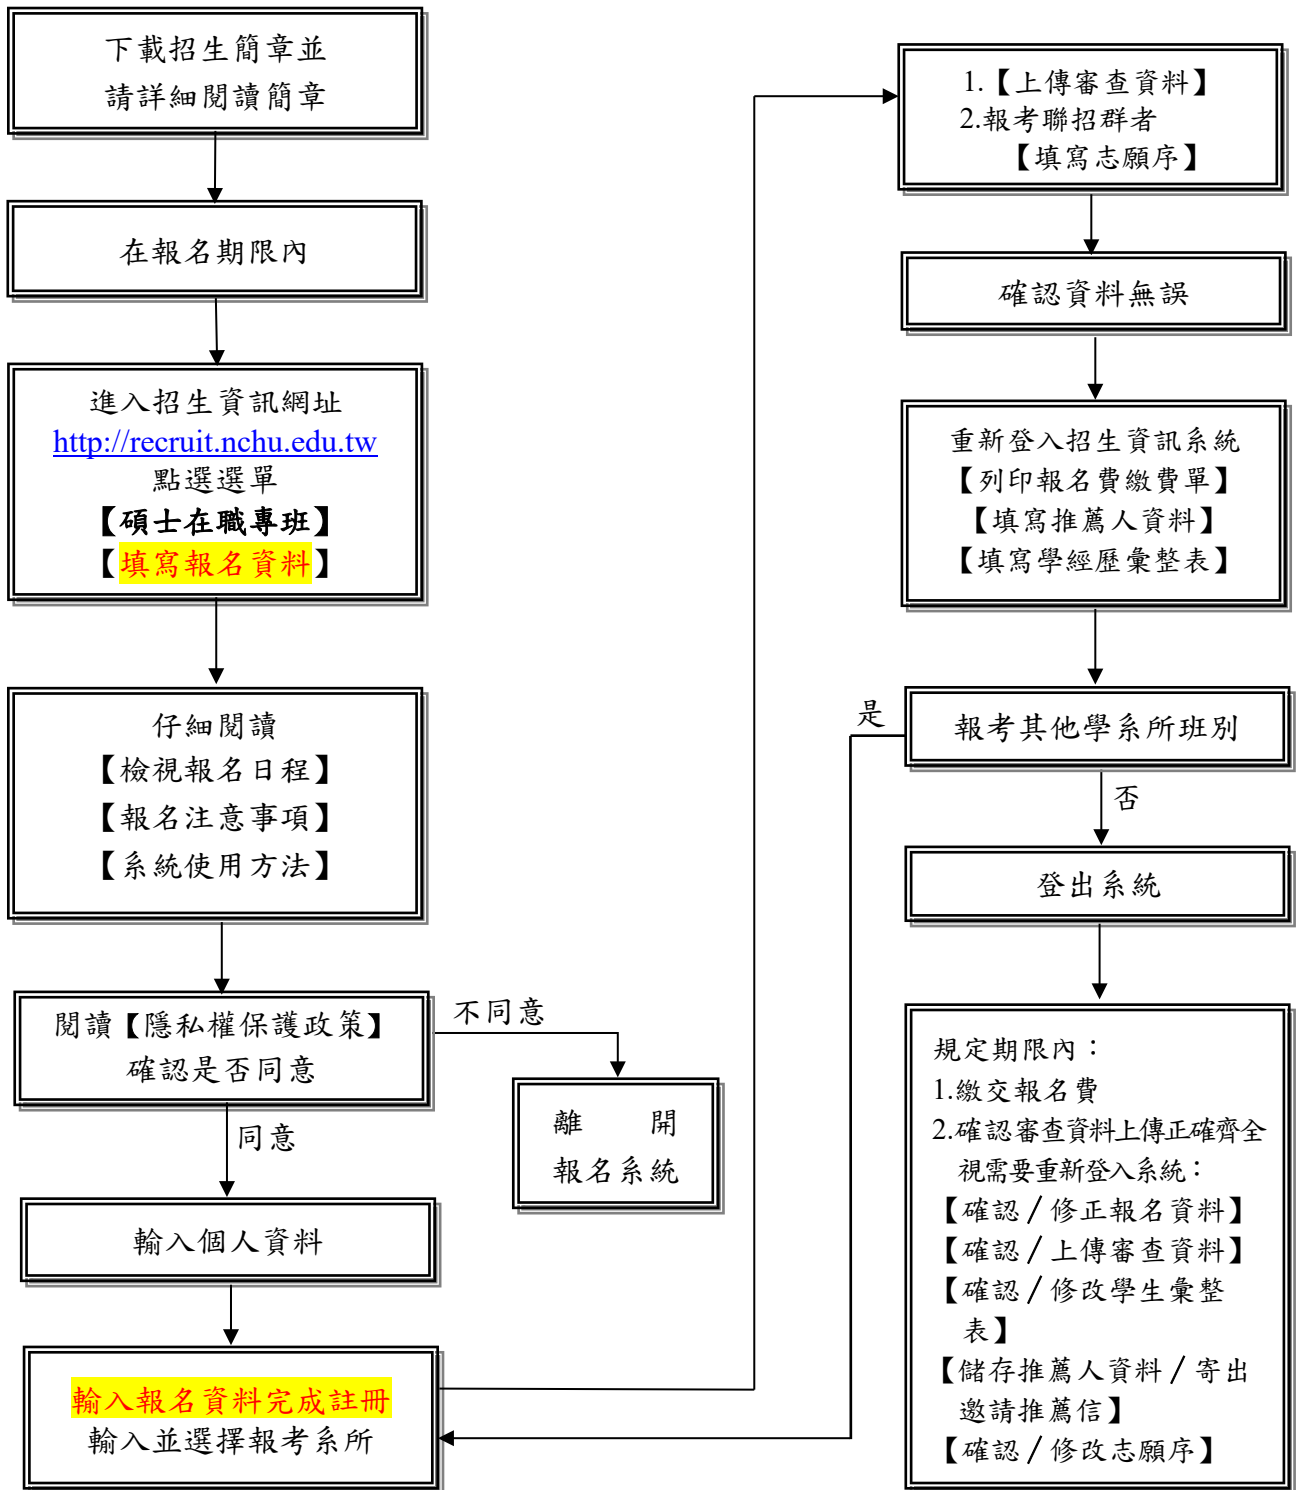 下載招生簡章並
請詳細閱讀簡章
在報名期限內
進入招生資訊網址
http://recruit.nchu.edu.tw
點選選單
【碩士在職專班】
【填寫報名資料】
仔細閱讀
【檢視報名日程】
【報名注意事項】
【系統使用方法】
閱讀【隱私權保護政策】
確認是否同意
不同意
離　開
報名系統
同意
輸入個人資料
輸入報名資料完成註冊
輸入並選擇報考系所
1.【上傳審查資料】
2.報考聯招群者
【填寫志願序】
確認資料無誤
重新登入招生資訊系統
【列印報名費繳費單】
【填寫推薦人資料】
【填寫學經歷彙整表】
報考其他學系所班別
是
否
登出系統
規定期限內：
1.繳交報名費
2.確認審查資料上傳正確齊全
視需要重新登入系統：
【確認／修正報名資料】
【確認／上傳審查資料】
【確認／修改學生彙整
表】
【儲存推薦人資料／寄出
邀請推薦信】
【確認／修改志願序】